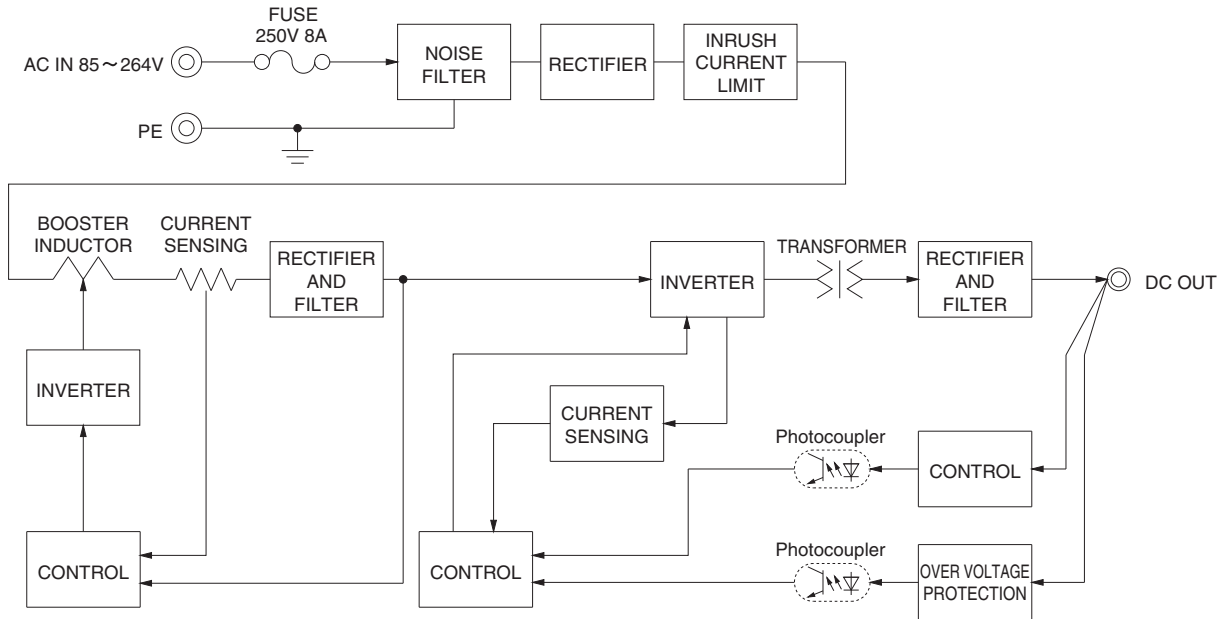 FUSE
250V 8A
AC IN 85～264V
NOISE
FILTER
RECTIFIER
INRUSH
CURRENT
LIMIT
PE
BOOSTER
INDUCTOR
CURRENT
SENSING
RECTIFIER
AND
FILTER
INVERTER
TRANSFORMER
RECTIFIER
AND
FILTER
DC OUT
INVERTER
CURRENT
SENSING
Photocoupler
CONTROL
CONTROL
CONTROL
Photocoupler
OVER VOLTAGE
PROTECTION